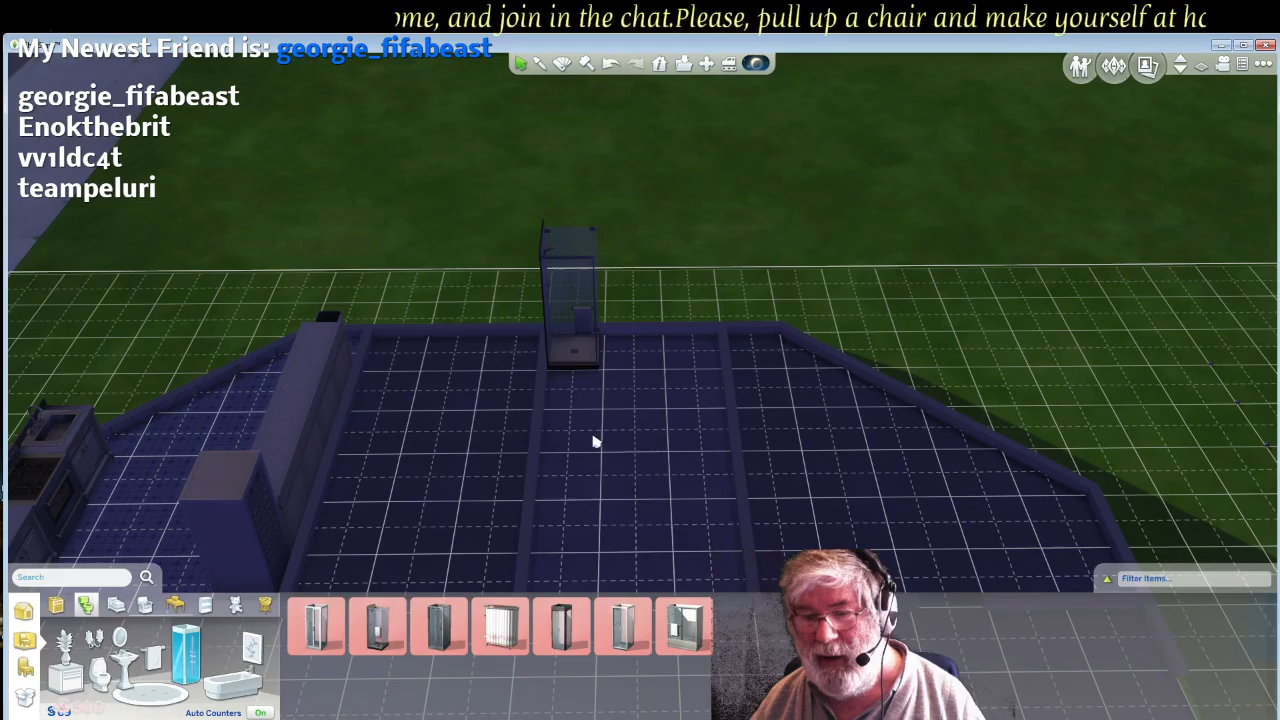 ome, and join in the chat.Please, pull up a chair and make yourself at ho
My Newest Friend is: georgie_fifabeast
georgie_fifabeast
Enokthebrit
vv1ldc4t
teampeluri
Search
Filter Items...
Auto Counters
On